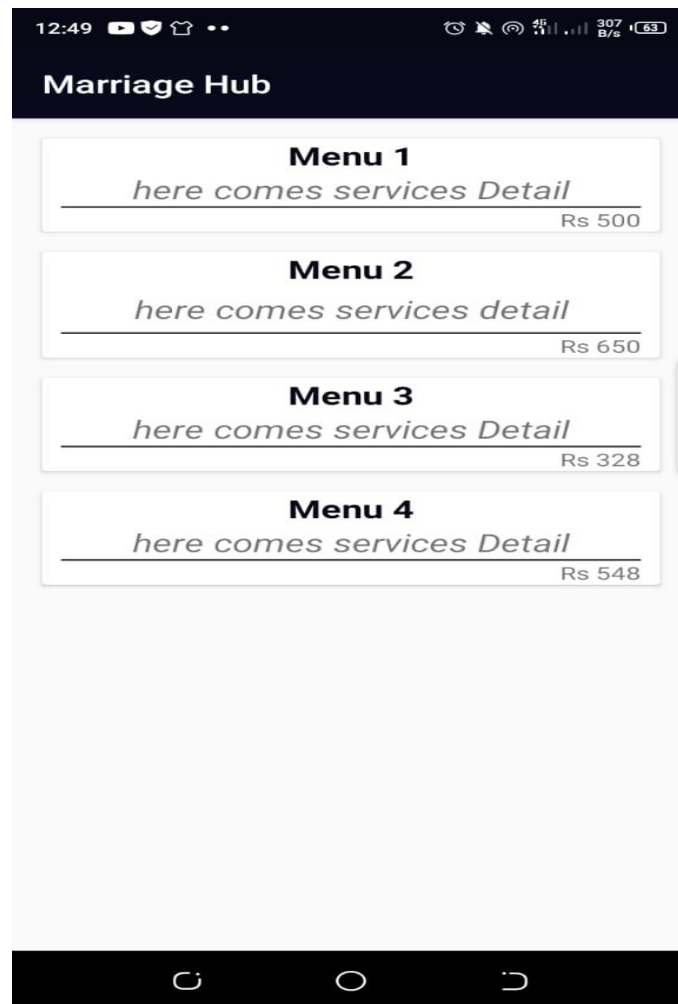 12:49
4G
307
B/s
63
Marriage Hub
Menu 1
here comes services Detail
Rs 500
Menu 2
here comes services detail
Rs 650
Menu 3
here comes services Detail
Rs 328
Menu 4
here comes services Detail
Rs 548